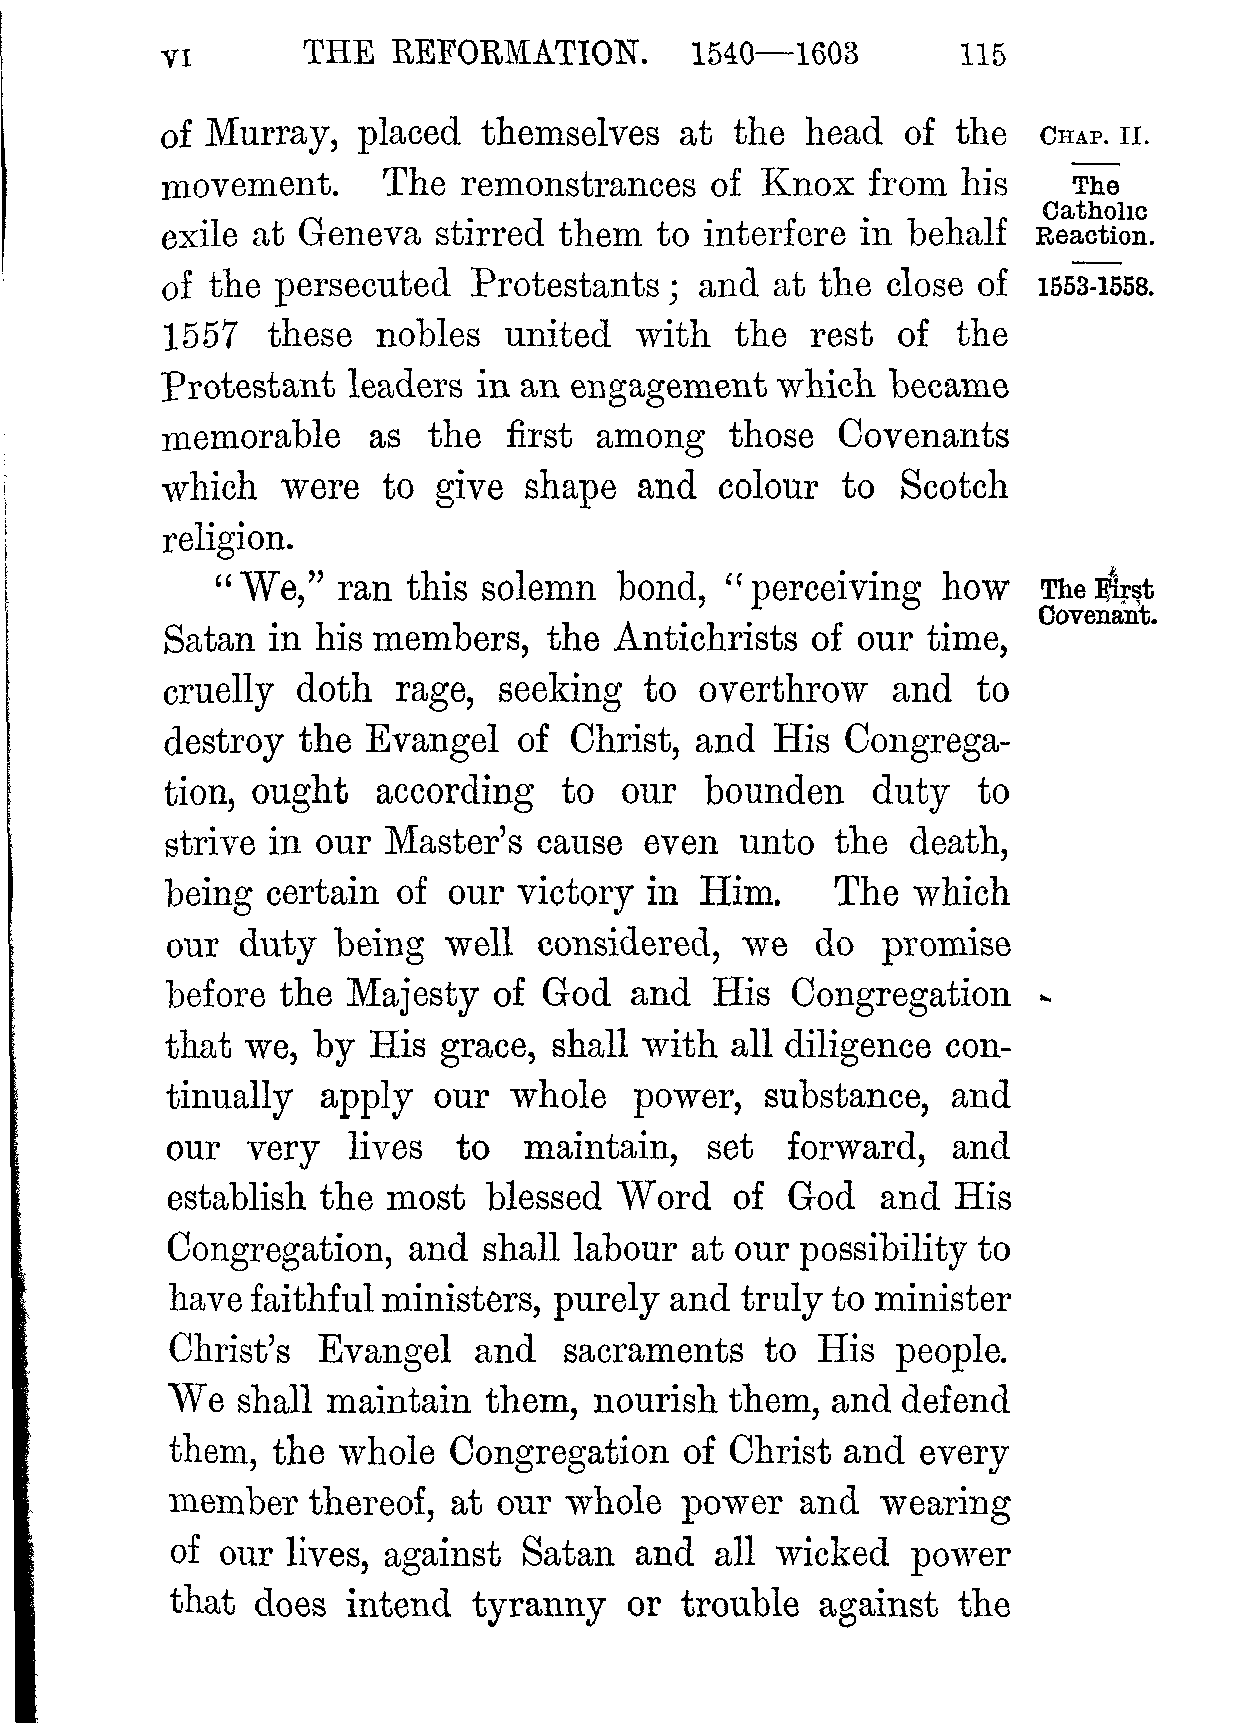 VI THE REFORMATION. 1540—1603 115
of Murray, placed themselves at the head of the
movement. The remonstrances of Knox from his
exile at Geneva stirred them to interfere in behalf
of the persecuted Protestants; and at the close of
1557 these nobles united with the rest of the
Protestant leaders in an engagement which became
memorable as the first among those Covenants
which were to give shape and colour to Scotch
religion.
"We," ran this solemn bond, "perceiving how
Satan in his members, the Antichrists of our time,
cruelly doth rage, seeking to overthrow and to
destroy the Evangel of Christ, and His Congrega-
tion, ought according to our bounden duty to
strive in our Master's cause even unto the death,
being certain of our victory in Him. The which
our duty being well considered, we do promise
before the Majesty of God and His Congregation
that we, by His grace, shall with all diligence con-
tinually apply our whole power, substance, and
our very lives to maintain, set forward, and
establish the most blessed Word of God and His
Congregation, and shall labour at our possibility to
have faithful ministers, purely and truly to minister
Christ's Evangel and sacraments to His people.
We shall maintain them, nourish them, and defend
them, the whole Congregation of Christ and every
member thereof, at our whole power and wearing
of our lives, against Satan and all wicked power
that does intend tyranny or trouble against the
CHAP. II.
The
Catholic
Reaction.
1553-1558.
The First
Covenant.